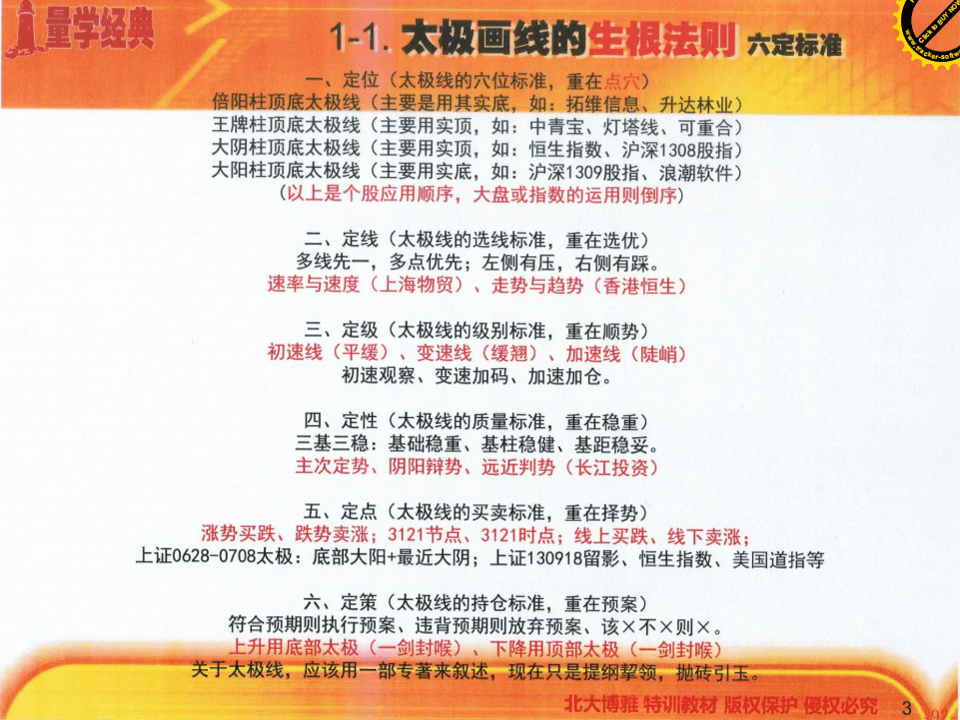 量学经典
1-1. 太极画线的生根法则 六定标准
Click to BUY NOW
www.tracker-softw
一、定位（太极线的穴位标准，重在点穴）
倍阳柱顶底太极线（主要是用其实底，如：拓维信息、升达林业）
王牌柱顶底太极线（主要用实顶，如：中青宝、灯塔线、可重合）
大阴柱顶底太极线（主要用实顶，如：恒生指数、沪深1308股指）
大阳柱顶底太极线（主要用实底，如：沪深1309股指、浪潮软件）
(以上是个股应用顺序，大盘或指数的运用则倒序)
二、定线（太极线的选线标准，重在选优）
多线先一，多点优先；左侧有压，右侧有踩。
速率与速度（上海物贸）、走势与趋势（香港恒生）
三、定级（太极线的级别标准，重在顺势）
初速线（平缓）、变速线（缓翘）、加速线（陡峭）
初速观察、变速加码、加速加仓。
四、定性（太极线的质量标准，重在稳重）
三基三稳：基础稳重、基柱稳健、基距稳妥。
主次定势、阴阳辩势、远近判势（长江投资）
五、定点（太极线的买卖标准，重在择势）
涨势买跌、跌势卖涨；3121节点、3121时点；线上买跌、线下卖涨；
上证0628-0708太极：底部大阳+最近大阴；上证130918留影、恒生指数、美国道指等
六、定策（太极线的持仓标准，重在预案）
符合预期则执行预案、违背预期则放弃预案、该×不×则×。
上升用底部太极（一剑封喉）、下降用顶部太极（一剑封喉）
关于太极线，应该用一部专著来叙述，现在只是提纲挈领，抛砖引玉。
北大博雅 特训教材 版权保护 侵权必究 3